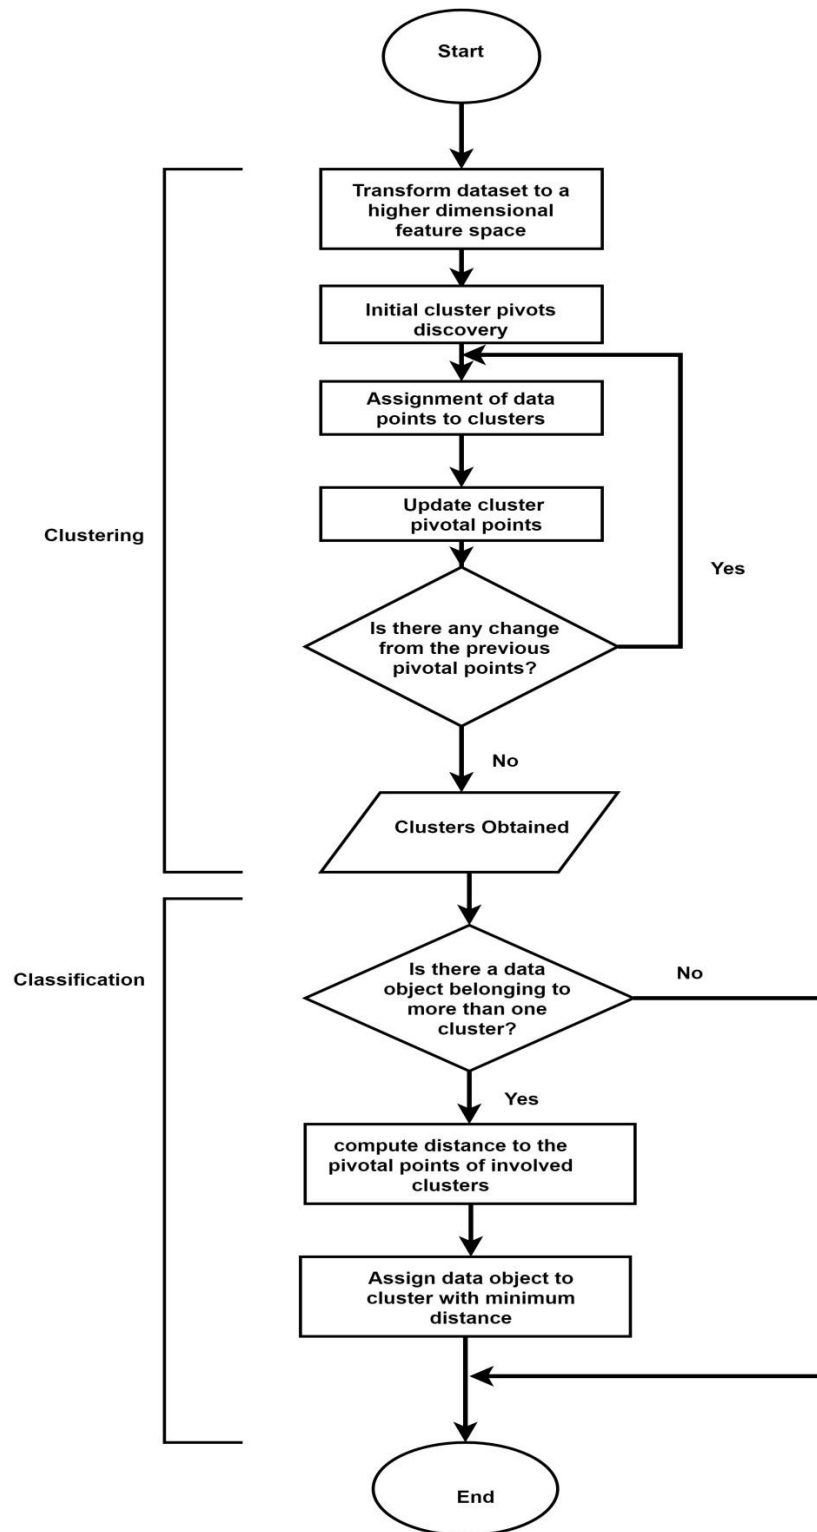 Start
Transform dataset to a
higher dimensional
feature space
Initial cluster pivots
discovery
Assignment of data
points to clusters
Update cluster
pivotal points
Clustering
Yes
Is there any change
from the previous
pivotal points?
No
Clusters Obtained
Classification
Is there a data
object belonging to
more than one
cluster?
No
Yes
compute distance to the
pivotal points of involved
clusters
Assign data object to
cluster with minimum
distance
End